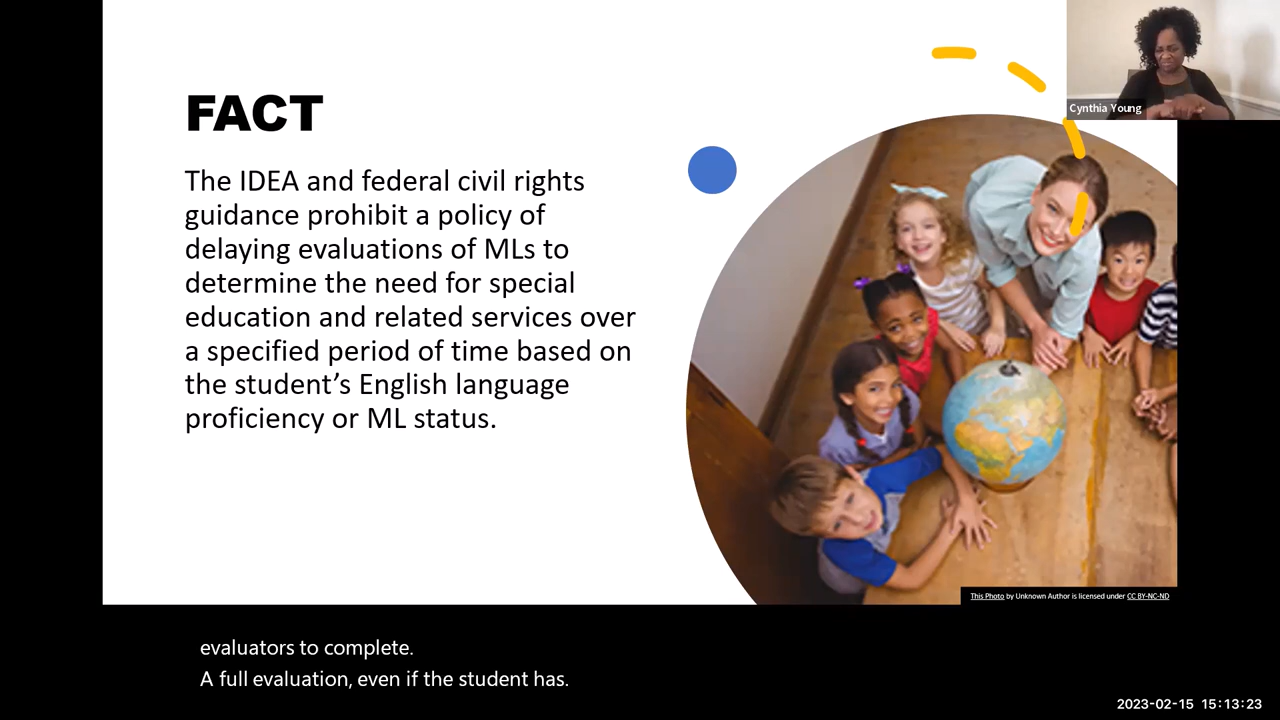 FACT
The IDEA and federal civil rights
guidance prohibit a policy of
delaying evaluations of MLs to
determine the need for special
education and related services over
a specified period of time based on
the student’s English language
proficiency or ML status.
Cynthia Young
This Photo by Unknown Author is licensed under CC BY-NC-ND
evaluators to complete.
A full evaluation, even if the student has.
2023-02-15 15:13:23